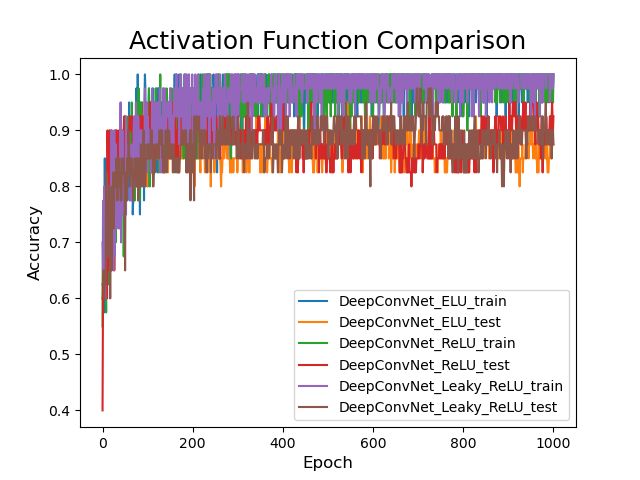 Activation Function Comparison
1.0
0.9
0.8
0.7
0.6
0.5
0.4
Accuracy
DeepConvNet_ELU_train
DeepConvNet_ELU_test
DeepConvNet_ReLU_train
DeepConvNet_ReLU_test
DeepConvNet_Leaky_ReLU_train
DeepConvNet_Leaky_ReLU_test
0 200 400 600 800 1000
Epoch